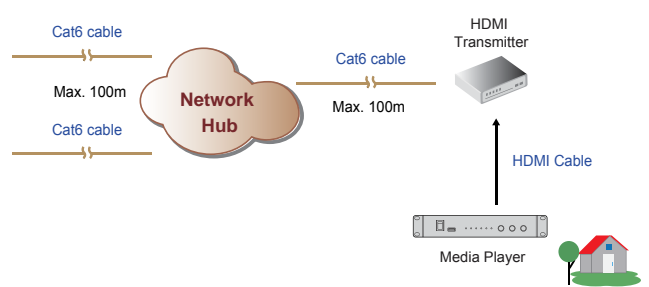 Cat6 cable
Max. 100m
Cat6 cable
Network
Hub
Cat6 cable
Max. 100m
HDMI
Transmitter
HDMI Cable
Media Player